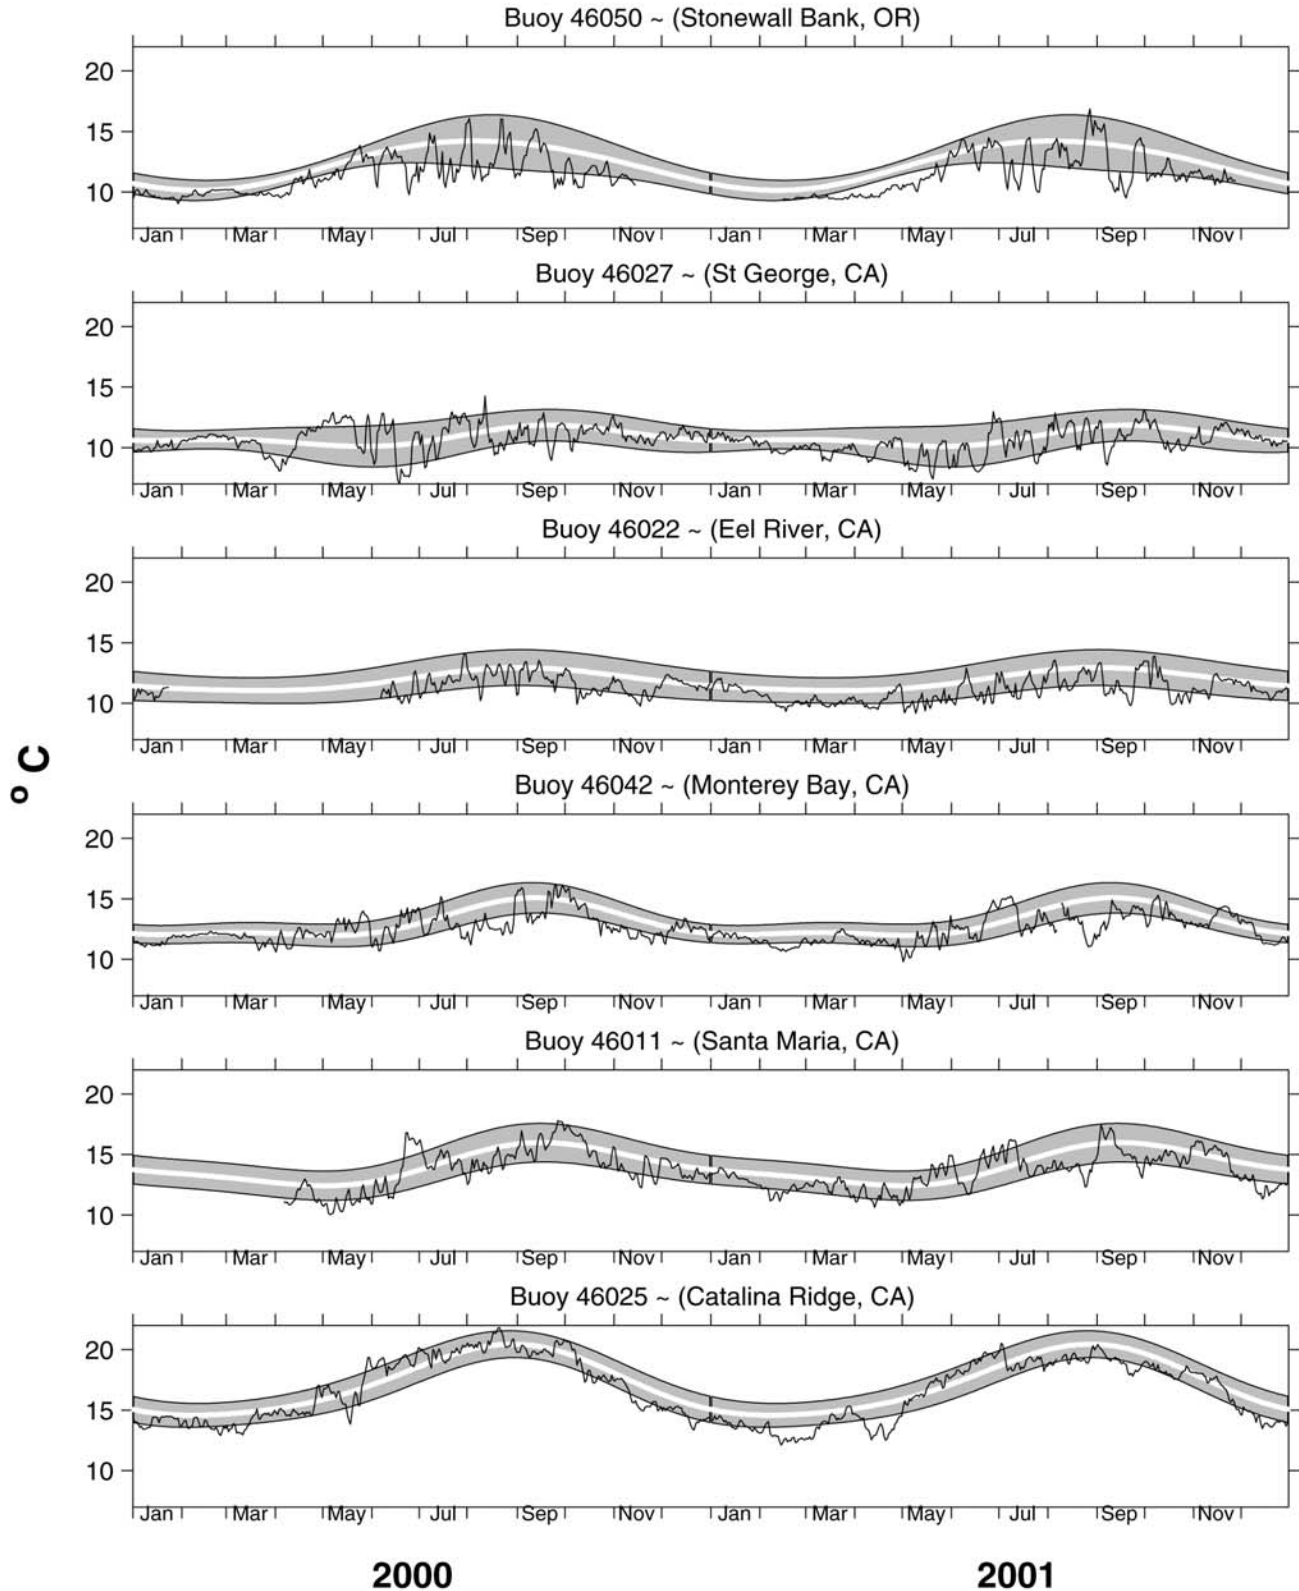 Buoy 46050 ~ (Stonewall Bank, OR)
20
15
10
Jan Mar May Jul Sep Nov Jan Mar May Jul Sep Nov
Buoy 46027 ~ (St George, CA)
20
15
10
Jan Mar May Jul Sep Nov Jan Mar May Jul Sep Nov
Buoy 46022 ~ (Eel River, CA)
20
15
10
Jan Mar May Jul Sep Nov Jan Mar May Jul Sep Nov
°C
Buoy 46042 ~ (Monterey Bay, CA)
20
15
10
Jan Mar May Jul Sep Nov Jan Mar May Jul Sep Nov
Buoy 46011 ~ (Santa Maria, CA)
20
15
10
Jan Mar May Jul Sep Nov Jan Mar May Jul Sep Nov
Buoy 46025 ~ (Catalina Ridge, CA)
20
15
10
Jan Mar May Jul Sep Nov Jan Mar May Jul Sep Nov
2000 2001